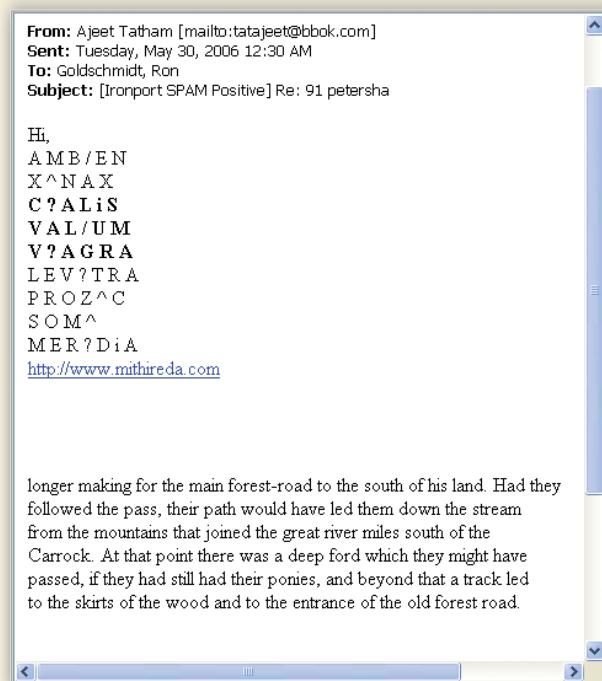 From: Ajeet Tatham [mailto:tatajeet@bbok.com]
Sent: Tuesday, May 30, 2006 12:30 AM
To: Goldschmidt, Ron
Subject: [Ironport SPAM Positive] Re: 91 petersha
Hi,
A M B / E N
X ^ N A X
C ? A L i S
V A L / U M
V ? A G R A
L E V ? T R A
P R O Z ^ C
S O M ^
M E R ? D i A
http://www.mithireda.com
longer making for the main forest-road to the south of his land. Had they
followed the pass, their path would have led them down the stream
from the mountains that joined the great river miles south of the
Carrock. At that point there was a deep ford which they might have
passed, if they had still had their ponies, and beyond that a track led
to the skirts of the wood and to the entrance of the old forest road.